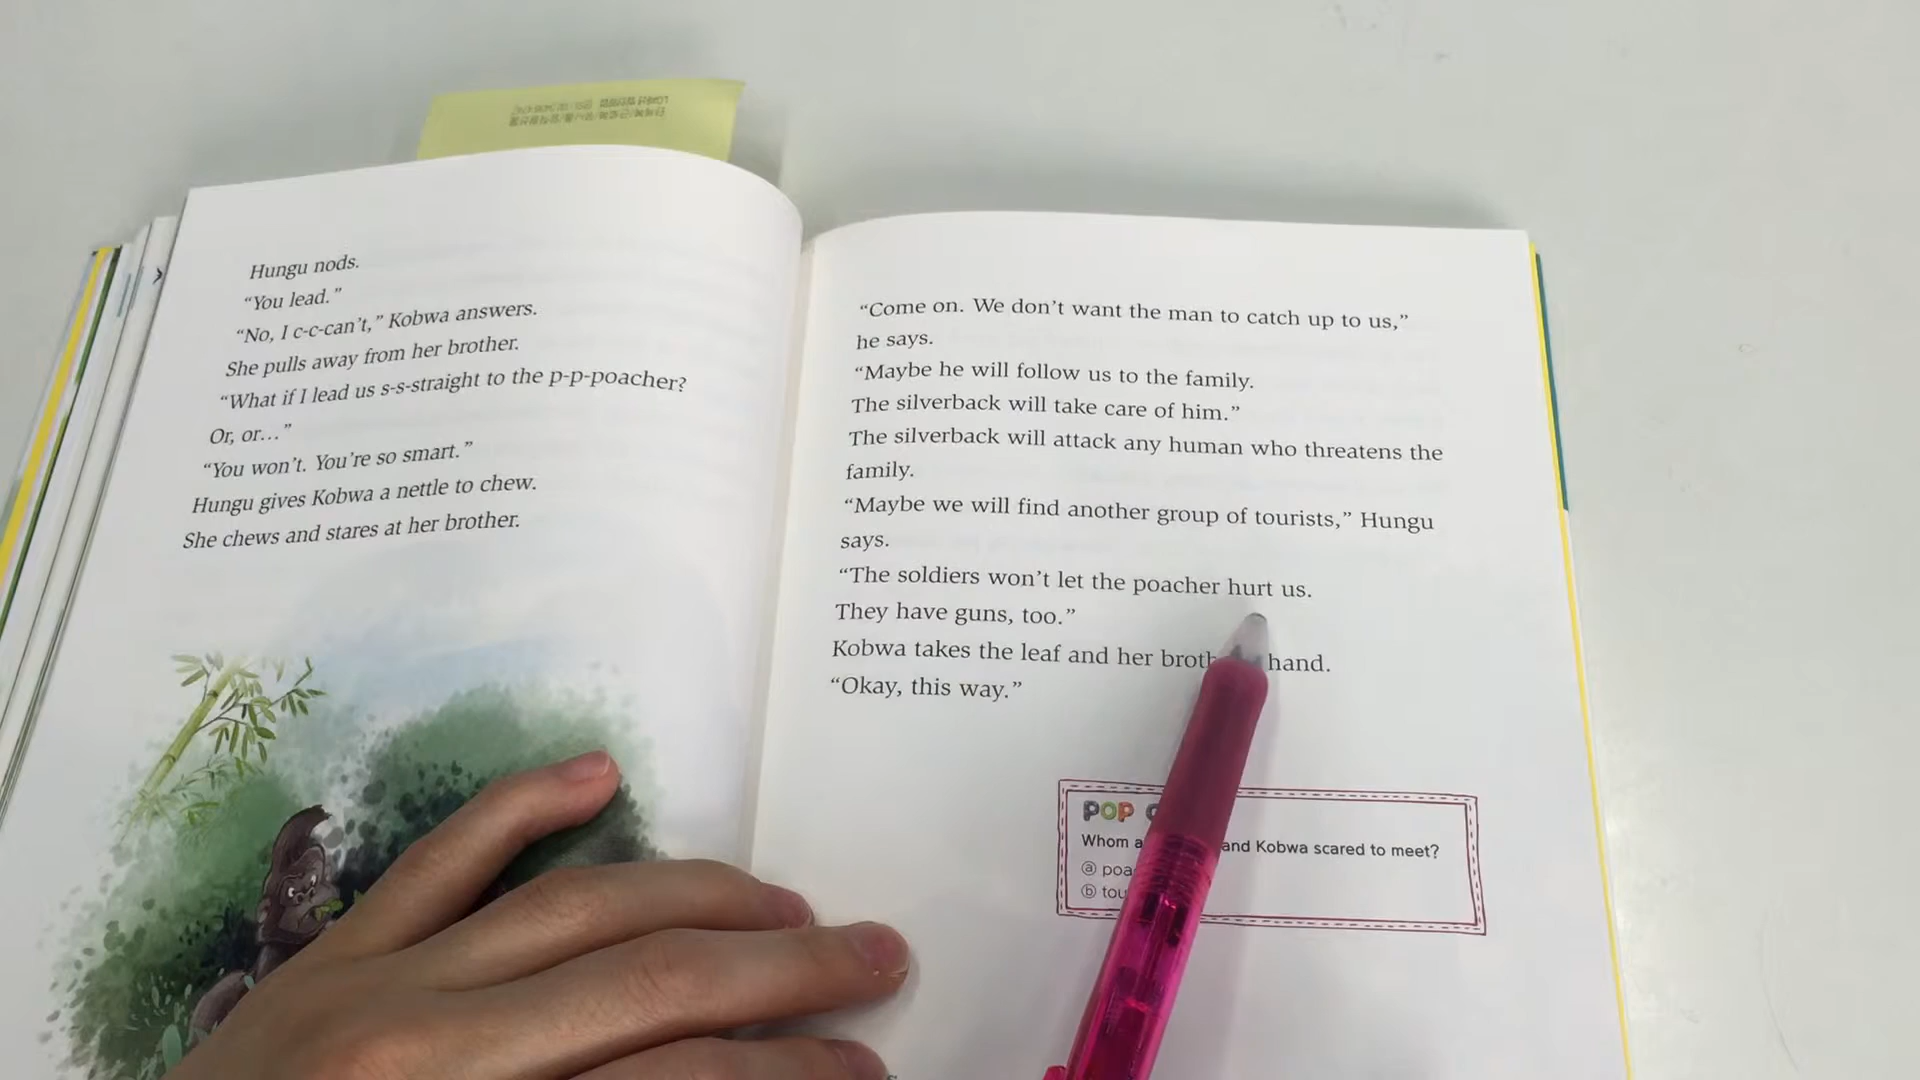 Hungu nods.
“You lead.”
“No, I c-c-can’t,” Kobwa answers.
She pulls away from her brother.
“What if I lead us s-s-straight to the p-p-poacher?
Or, or…”
“You won’t. You’re so smart.”
Hungu gives Kobwa a nettle to chew.
She chews and stares at her brother.
“Come on. We don’t want the man to catch up to us,”
he says.
“Maybe he will follow us to the family.
The silverback will take care of him.”
The silverback will attack any human who threatens the
family.
“Maybe we will find another group of tourists,” Hungu
says.
“The soldiers won’t let the poacher hurt us.
They have guns, too.”
Kobwa takes the leaf and her hand.
“Okay, this way.”
POP
Whom and Kobwa scared to meet?
ⓐ
ⓑ